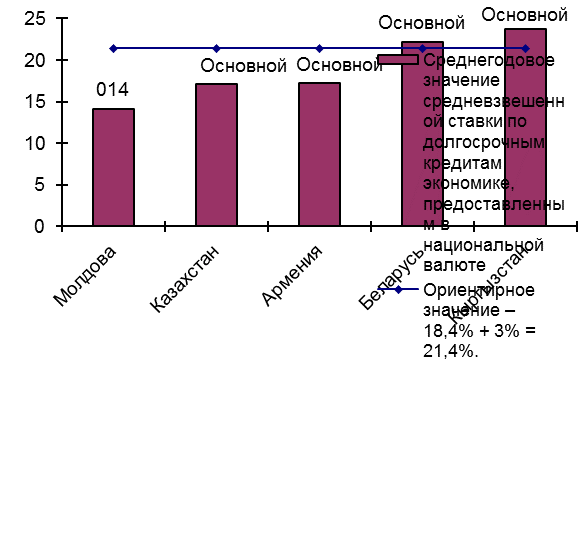 25
20
15
10
5
0
014
Основной
Основной
Основной
Основной
Молдова
Казахстан
Армения
Беларусь
Кыргызстан
Среднегодовое
значение
средневзвешенн
ой ставки по
долгосрочным
кредитам
экономике,
предоставленны
м в
национальной
валюте
Ориентирное
значение –
18,4% + 3% =
21,4%.